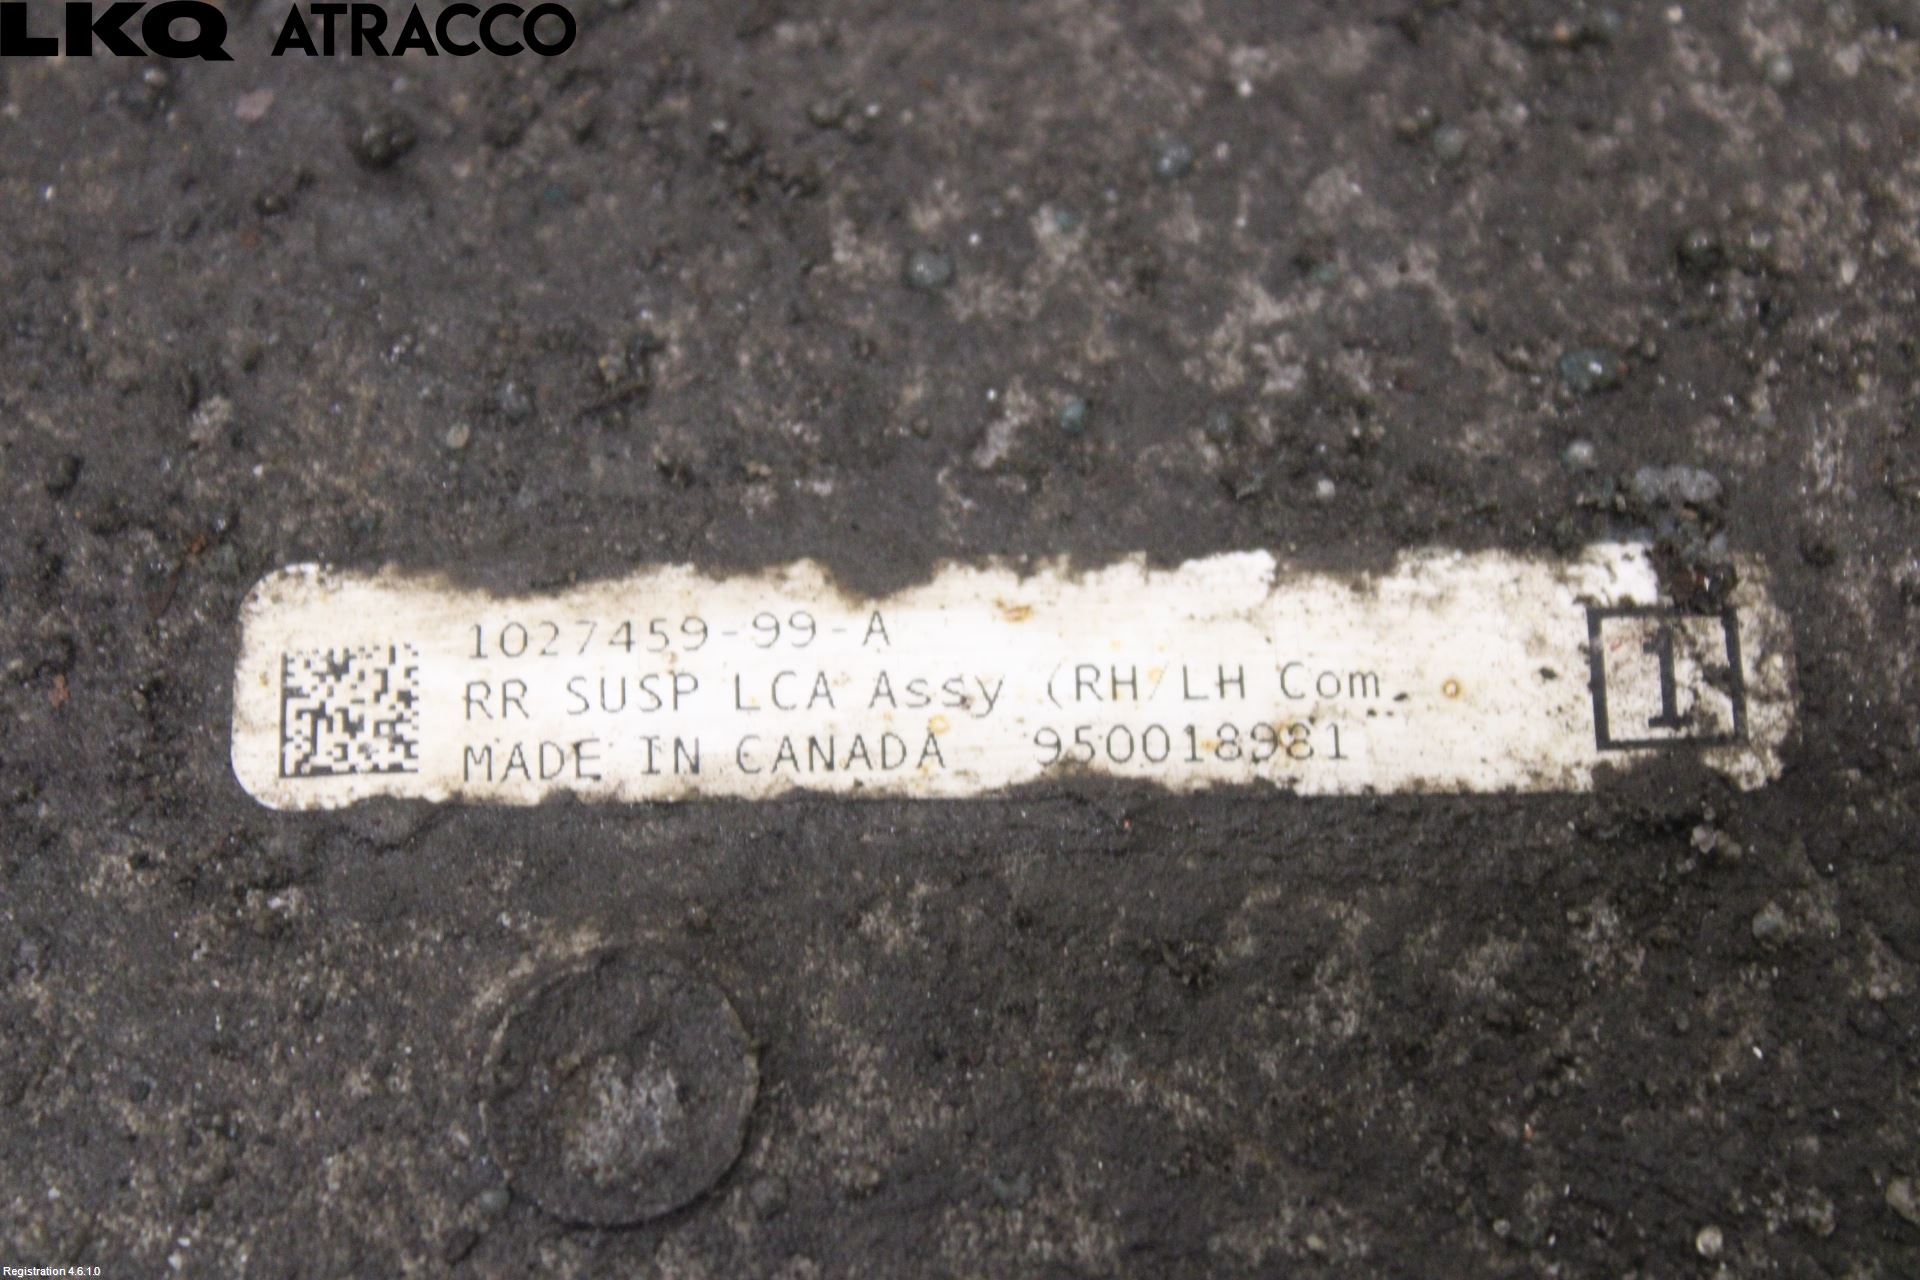 LKQ ATRACCO
1027459-99-A
RR SUSP LCA Assy (RH/LH Com
MADE IN CANADA 950018981
1
Registration 4.6.1.0